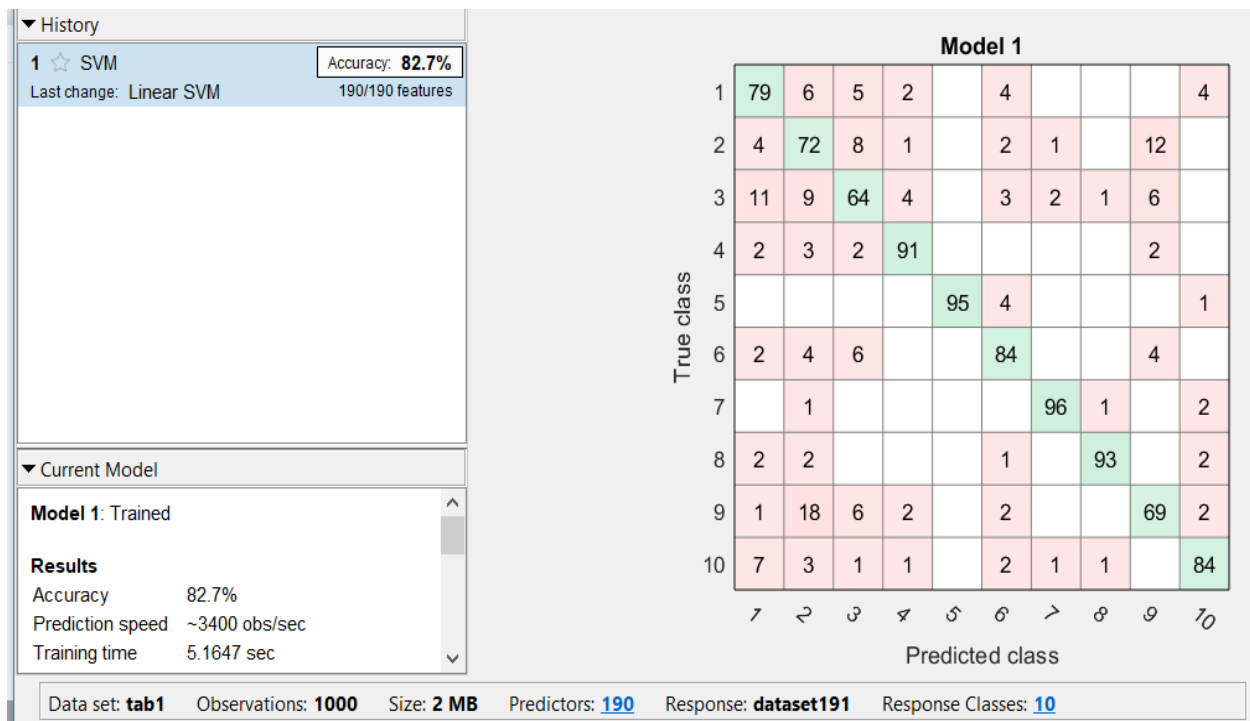 History
1 SVM Accuracy: 82.7%
Last change: Linear SVM 190/190 features
Current Model
Model 1: Trained
Results
Accuracy 82.7%
Prediction speed ~3400 obs/sec
Training time 5.1647 sec
Model 1
True class
1 79 6 5 2 4 4
2 4 72 8 1 2 1 12
3 11 9 64 4 3 2 1 6
4 2 3 2 91 2
5 95 4 1
6 2 4 6 84 4
7 1 96 1 2
8 2 2 1 93 2
9 1 18 6 2 2 69 2
10 7 3 1 1 2 1 1 84
1 2 3 4 5 6 7 8 9 10
Predicted class
Data set: tab1 Observations: 1000 Size: 2 MB Predictors: 190 Response: dataset191 Response Classes: 10